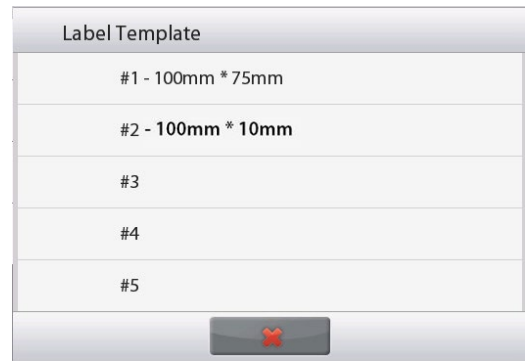 Label Template
#1 - 100mm * 75mm
#2 - 100mm * 10mm
#3
#4
#5